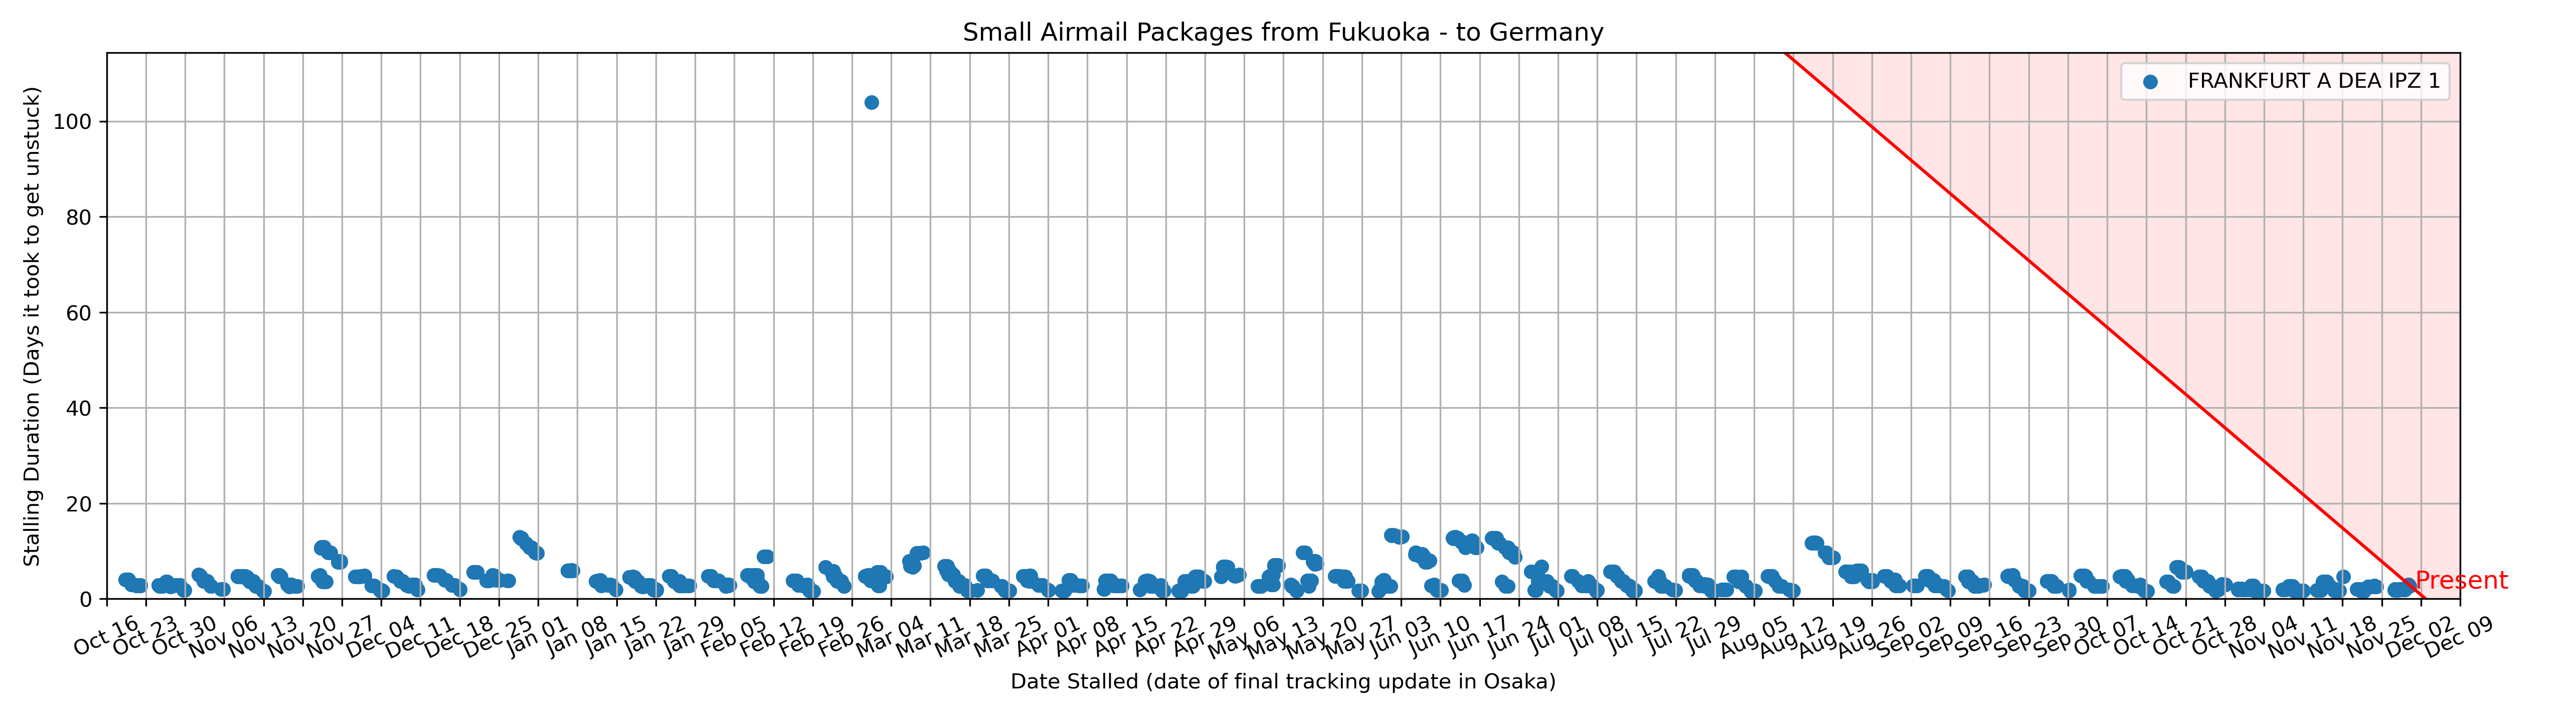 Small Airmail Packages from Fukuoka - to Germany
FRANKFURT A DEA IPZ 1
Stalling Duration (Days it took to get unstuck)
100
80
60
40
20
0
Present
Oct 16
Oct 23
Oct 30
Nov 06
Nov 13
Nov 20
Nov 27
Dec 04
Dec 11
Dec 18
Dec 25
Jan 01
Jan 08
Jan 15
Jan 22
Jan 29
Feb 05
Feb 12
Feb 19
Feb 26
Mar 04
Mar 11
Mar 18
Mar 25
Apr 01
Apr 08
Apr 15
Apr 22
Apr 29
May 06
May 13
May 20
May 27
Jun 03
Jun 10
Jun 17
Jun 24
Jul 01
Jul 08
Jul 15
Jul 22
Jul 29
Aug 05
Aug 12
Aug 19
Aug 26
Sep 02
Sep 09
Sep 16
Sep 23
Sep 30
Oct 07
Oct 14
Oct 21
Oct 28
Nov 04
Nov 11
Nov 18
Nov 25
Dec 02
Dec 09
Date Stalled (date of final tracking update in Osaka)